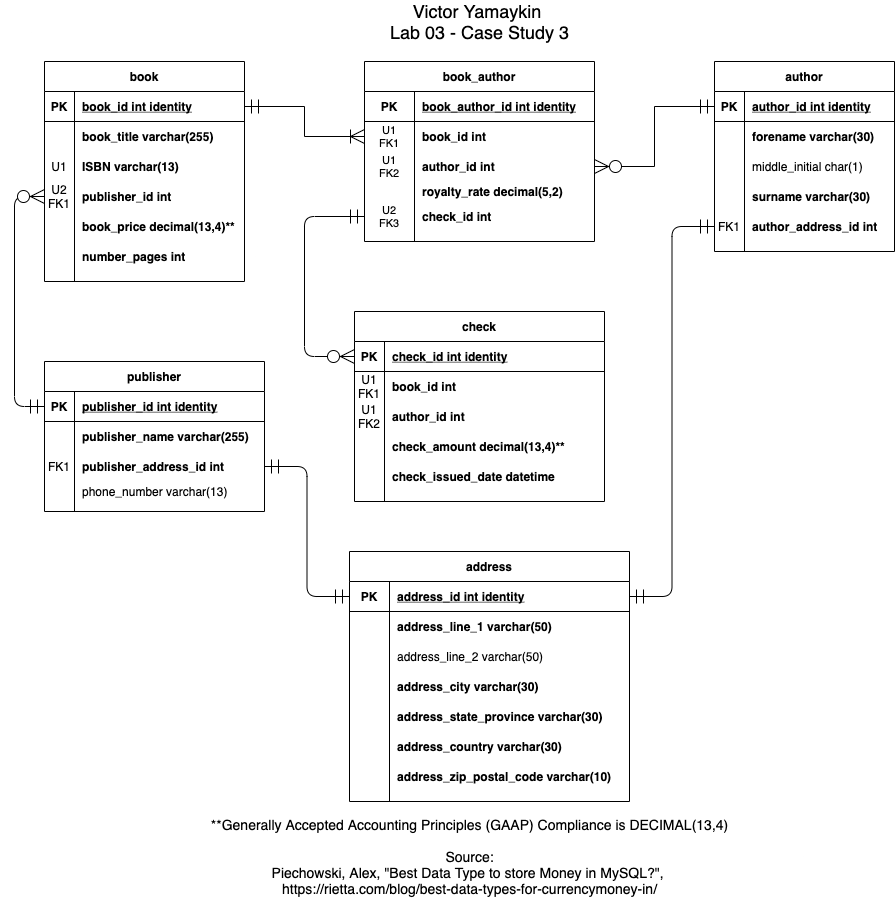 Victor Yamaykin
Lab 03 - Case Study 3
book
PK book_id int identity
book_title varchar(255)
U1 ISBN varchar(13)
U2
FK1 publisher_id int
book_price decimal(13,4)**
number_pages int
book_author
PK book_author_id int identity
U1
FK1 book_id int
U1
FK2 author_id int
royalty_rate decimal(5,2)
U2
FK3 check_id int
author
PK author_id int identity
forename varchar(30)
middle_initial char(1)
surname varchar(30)
FK1 author_address_id int
check
PK check_id int identity
U1
FK1 book_id int
U1
FK2 author_id int
check_amount decimal(13,4)**
check_issued_date datetime
publisher
PK publisher_id int identity
publisher_name varchar(255)
FK1 publisher_address_id int
phone_number varchar(13)
address
PK address_id int identity
address_line_1 varchar(50)
address_line_2 varchar(50)
address_city varchar(30)
address_state_province varchar(30)
address_country varchar(30)
address_zip_postal_code varchar(10)
**Generally Accepted Accounting Principles (GAAP) Compliance is DECIMAL(13,4)
Source:
Piechowski, Alex, "Best Data Type to store Money in MySQL?",
https://rietta.com/blog/best-data-types-for-currencymoney-in/